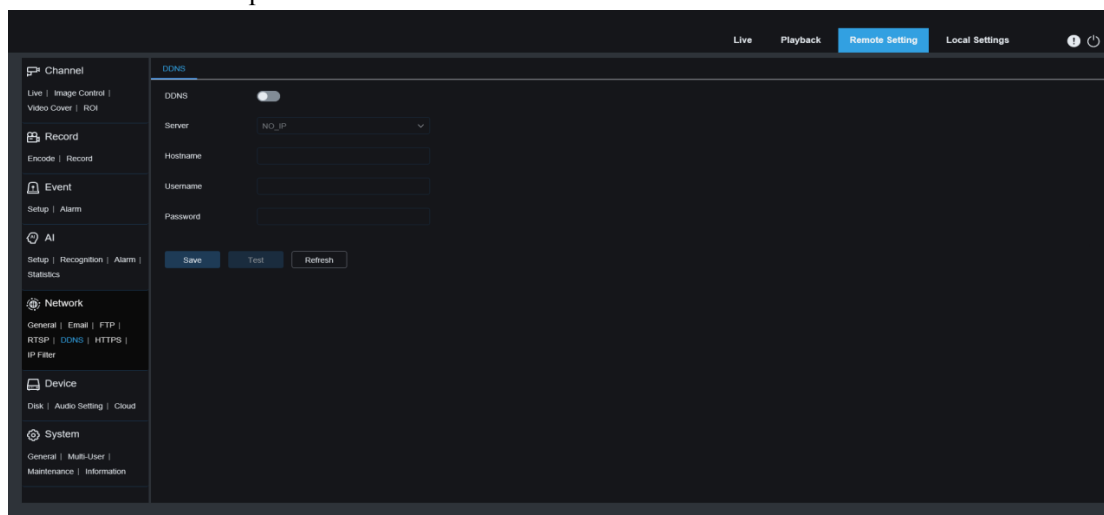 Live Playback Remote Setting Local Settings
Channel
Live | Image Control |
Video Cover | ROI
Record
Encode | Record
Event
Setup | Alarm
AI
Setup | Recognition | Alarm |
Statistics
Network
General | Email | FTP |
RTSP | DDNS | HTTPS |
IP Filter
Device
Disk | Audio Setting | Cloud
System
General | Multi-User |
Maintenance | Information
DDNS
DDNS
Server NO_IP
Hostname
Username
Password
Save Test Refresh